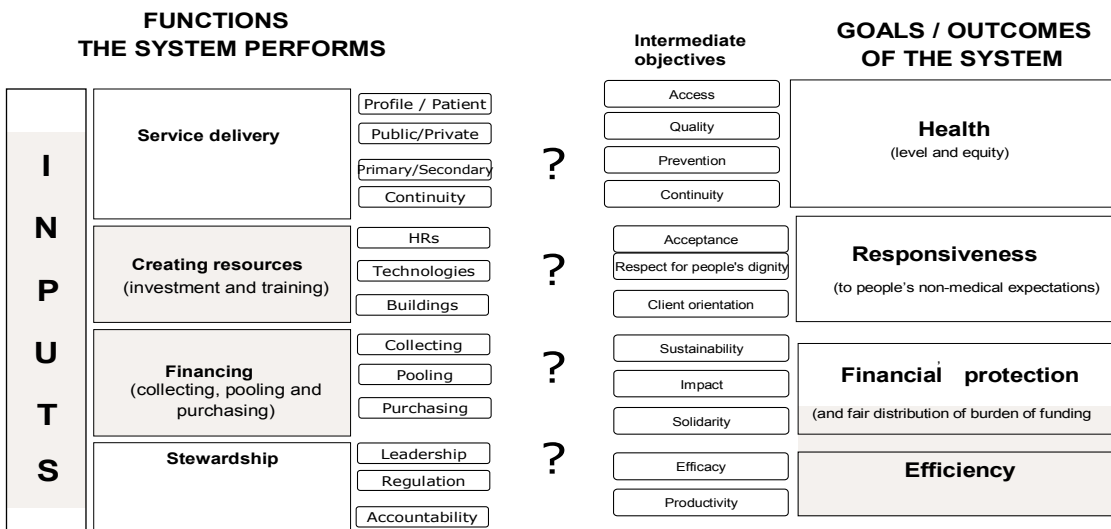 FUNCTIONS
THE SYSTEM PERFORMS
Intermediate
objectives
GOALS / OUTCOMES
OF THE SYSTEM
I
N
P
U
T
S
Service delivery
Profile / Patient
Public/Private
Primary/Secondary
Continuity
?
Access
Quality
Prevention
Continuity
Health
(level and equity)
Creating resources
(investment and training)
HRs
Technologies
Buildings
?
Acceptance
Respect for people's dignity
Client orientation
Responsiveness
(to people's non-medical expectations)
Financing
(collecting, pooling and
purchasing)
Collecting
Pooling
Purchasing
?
Sustainability
Impact
Solidarity
Financial protection
(and fair distribution of burden of funding
Stewardship
Leadership
Regulation
Accountability
?
Efficacy
Productivity
Efficiency